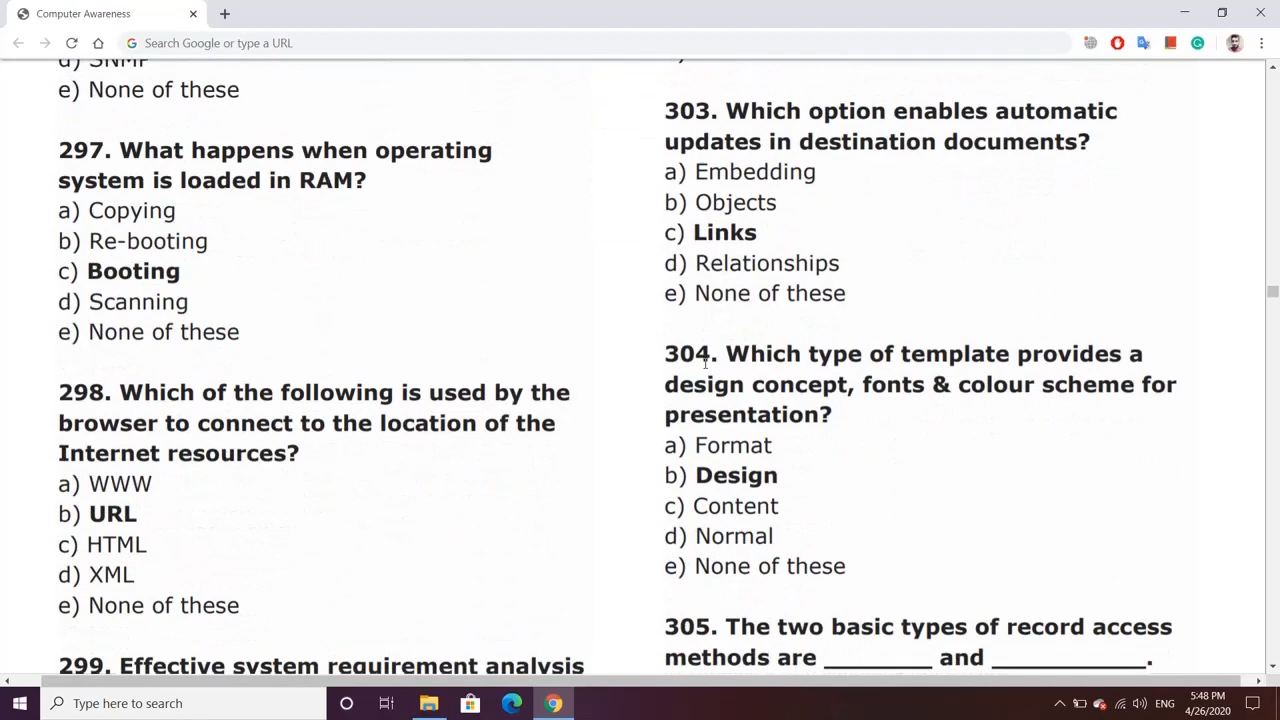 Computer Awareness
Search Google or type a URL
d) SNMP
e) None of these
297. What happens when operating
system is loaded in RAM?
a) Copying
b) Re-booting
c) Booting
d) Scanning
e) None of these
298. Which of the following is used by the
browser to connect to the location of the
Internet resources?
a) WWW
b) URL
c) HTML
d) XML
e) None of these
299. Effective system requirement analysis
303. Which option enables automatic
updates in destination documents?
a) Embedding
b) Objects
c) Links
d) Relationships
e) None of these
304. Which type of template provides a
design concept, fonts & colour scheme for
presentation?
a) Format
b) Design
c) Content
d) Normal
e) None of these
305. The two basic types of record access
methods are ________ and ____________.
Type here to search
ENG
5:48 PM
4/26/2020